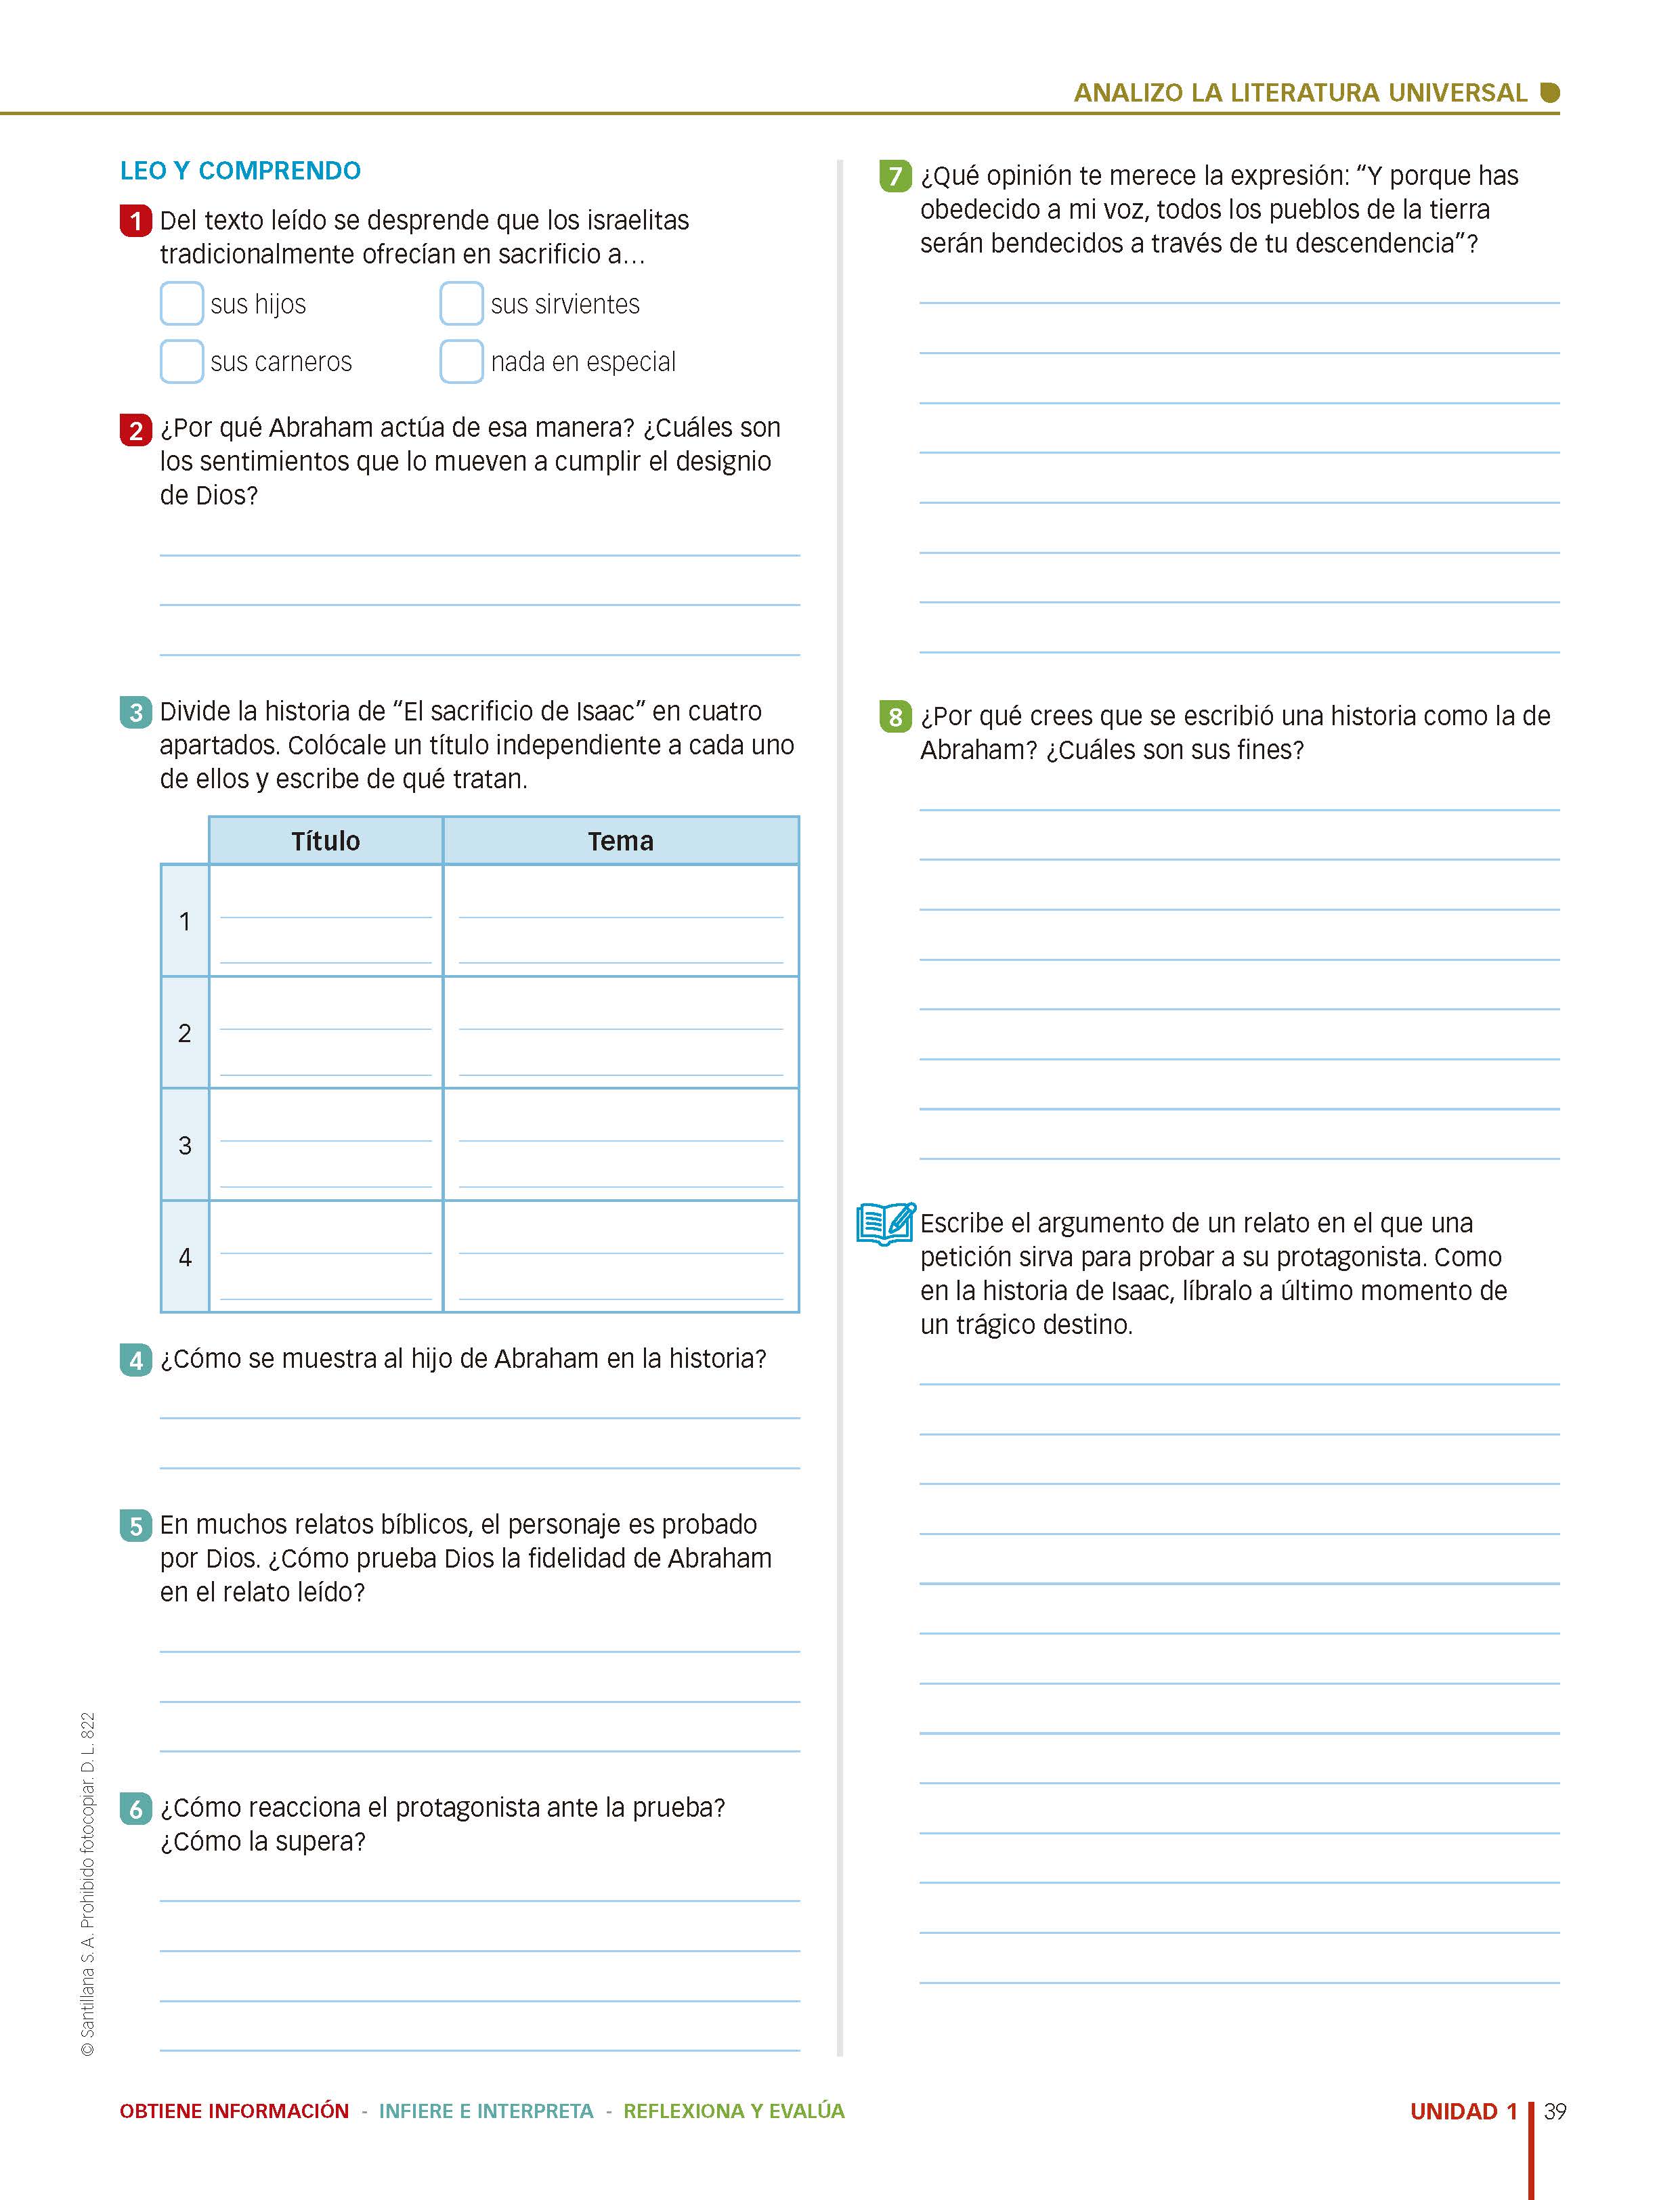 ANALIZO LA LITERATURA UNIVERSAL
LEO Y COMPRENDO
1 Del texto leído se desprende que los israelitas
tradicionalmente ofrecían en sacrificio a...
sus hijos
sus sirvientes
sus carneros
nada en especial
2 ¿Por qué Abraham actúa de esa manera? ¿Cuáles son
los sentimientos que lo mueven a cumplir el designio
de Dios?
3 Divide la historia de “El sacrificio de Isaac” en cuatro
apartados. Colócale un título independiente a cada uno
de ellos y escribe de qué tratan.
Título Tema
1
2
3
4
4 ¿Cómo se muestra al hijo de Abraham en la historia?
5 En muchos relatos bíblicos, el personaje es probado
por Dios. ¿Cómo prueba Dios la fidelidad de Abraham
en el relato leído?
6 ¿Cómo reacciona el protagonista ante la prueba?
¿Cómo la supera?
7 ¿Qué opinión te merece la expresión: “Y porque has
obedecido a mi voz, todos los pueblos de la tierra
serán bendecidos a través de tu descendencia”?
8 ¿Por qué crees que se escribió una historia como la de
Abraham? ¿Cuáles son sus fines?
Escribe el argumento de un relato en el que una
petición sirva para probar a su protagonista. Como
en la historia de Isaac, líbralo a último momento de
un trágico destino.
© Santillana S. A. Prohibido fotocopiar. D. L. 822
OBTIENE INFORMACIÓN - INFIERE E INTERPRETA - REFLEXIONA Y EVALÚA
UNIDAD 1 39